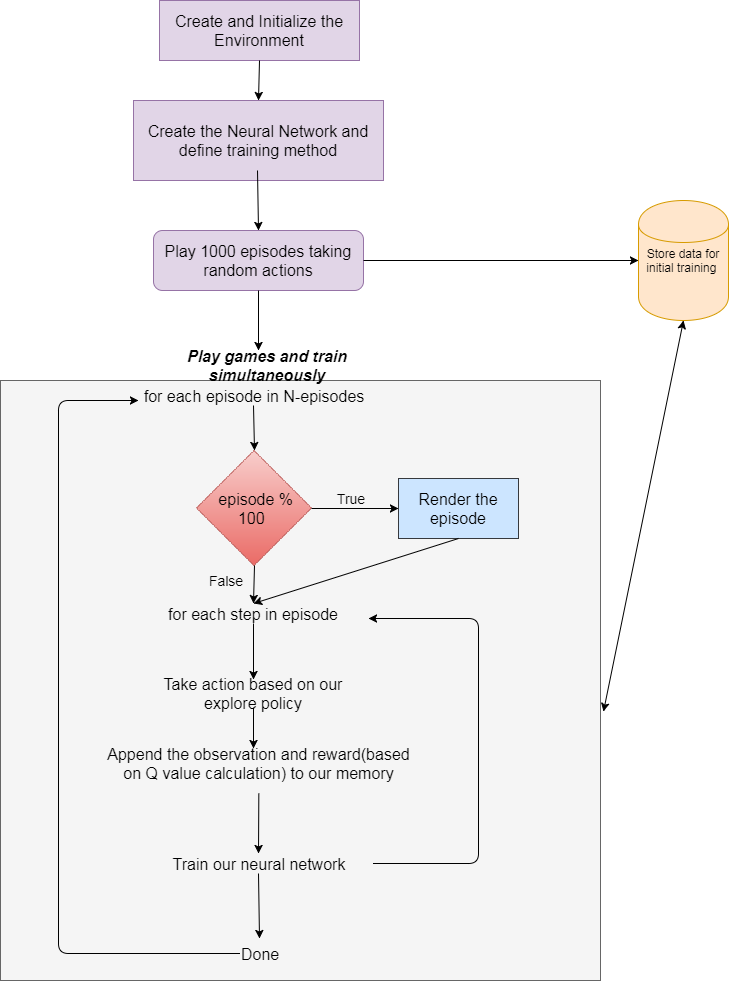 Create and Initialize the
Environment
Create the Neural Network and
define training method
Play 1000 episodes taking
random actions
Store data for
initial training
Play games and train
simultaneously
for each episode in N-episodes
episode %
100
True
Render the
episode
False
for each step in episode
Take action based on our
explore policy
Append the observation and reward(based
on Q value calculation) to our memory
Train our neural network
Done